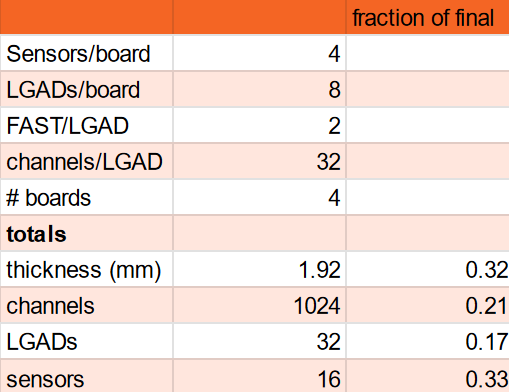 fraction of final
Sensors/board 4
LGADs/board 8
FAST/LGAD 2
channels/LGAD 32
# boards 4
totals
thickness (mm) 1.92 0.32
channels 1024 0.21
LGADs 32 0.17
sensors 16 0.33